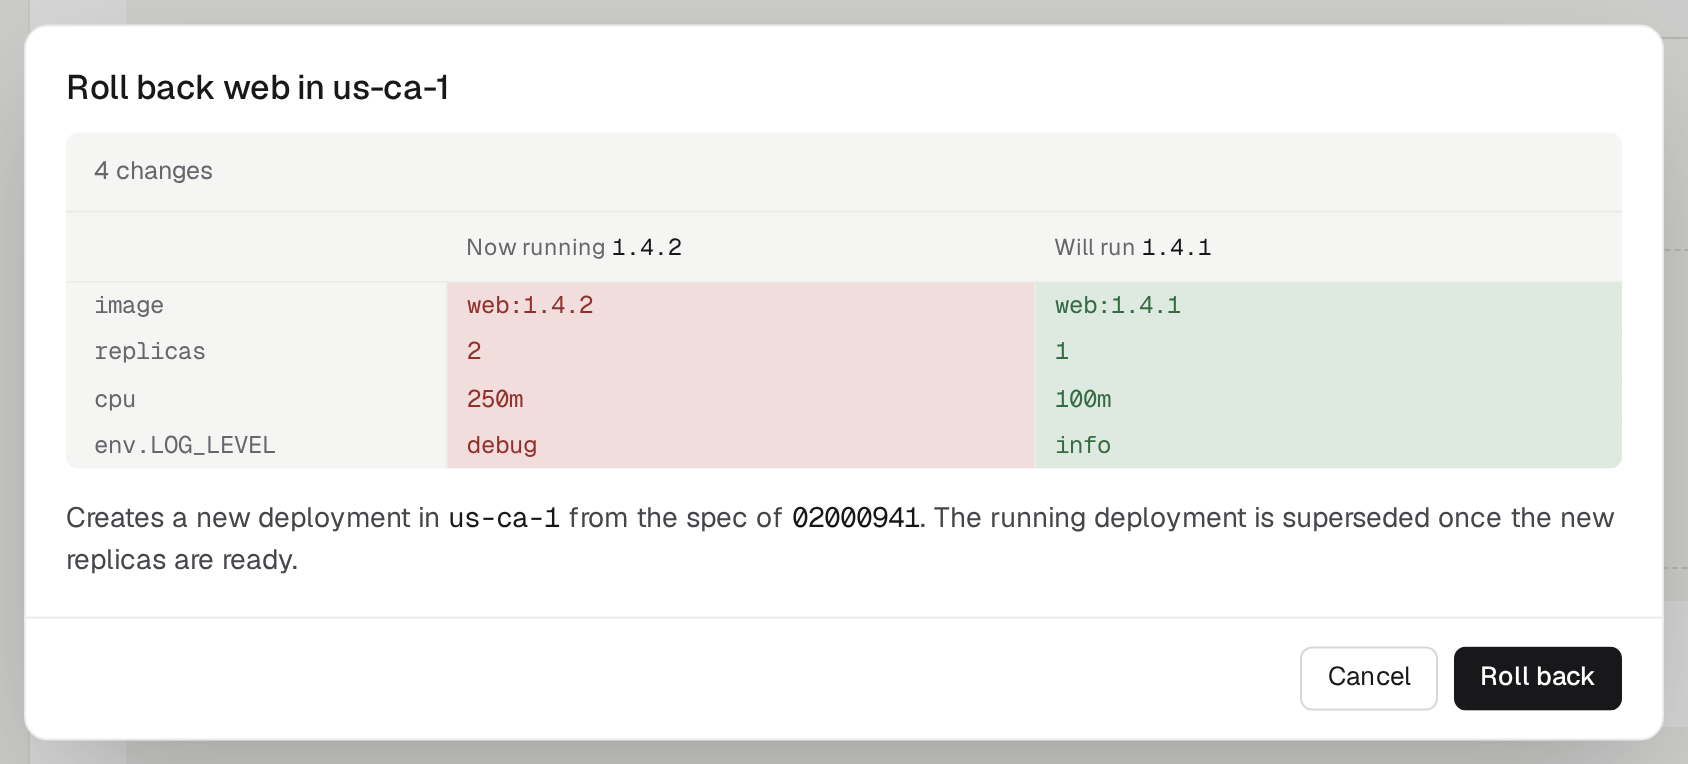 Roll back web in us-ca-1
4 changes
Now running 1.4.2 Will run 1.4.1
image web:1.4.2 web:1.4.1
replicas 2 1
cpu 250m 100m
env.LOG_LEVEL debug info
Creates a new deployment in us-ca-1 from the spec of 02000941. The running deployment is superseded once the new
replicas are ready.
Cancel Roll back